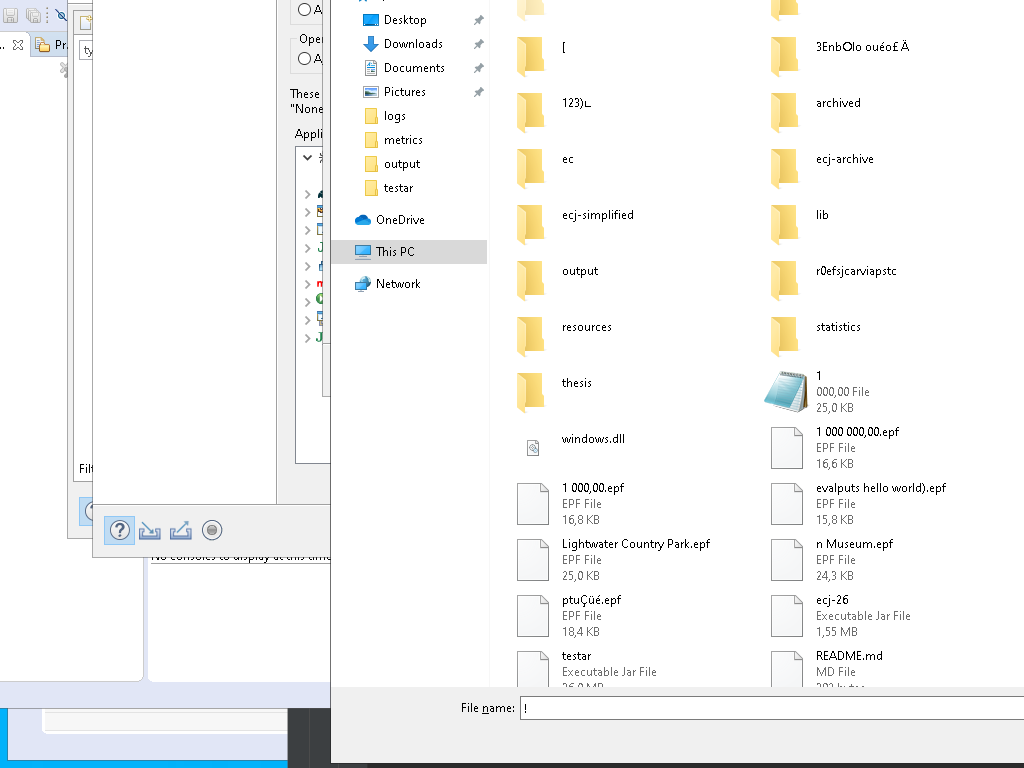 Desktop
Downloads
Documents
Pictures
logs
metrics
output
testar
OneDrive
This PC
Network
[
3EnbOlo ouéo£ Ä
archived
ec
ecj-archive
ecj-simplified
lib
output
r0efsjcarviapstc
resources
statistics
thesis
1
000,00 File
25,0 KB
windows.dll
1 000 000,00.epf
EPF File
16,6 KB
1 000,00.epf
EPF File
16,8 KB
evalputs hello world).epf
EPF File
15,8 KB
Lightwater Country Park.epf
EPF File
25,0 KB
n Museum.epf
EPF File
24,3 KB
ptuÇüé.epf
EPF File
18,4 KB
ecj-26
Executable Jar File
1,55 MB
testar
Executable Jar File
README.md
MD File
File name:
!
Pr
ty
Filt
A
Oper
A
These
"None
Appli
No consoles to display at this time